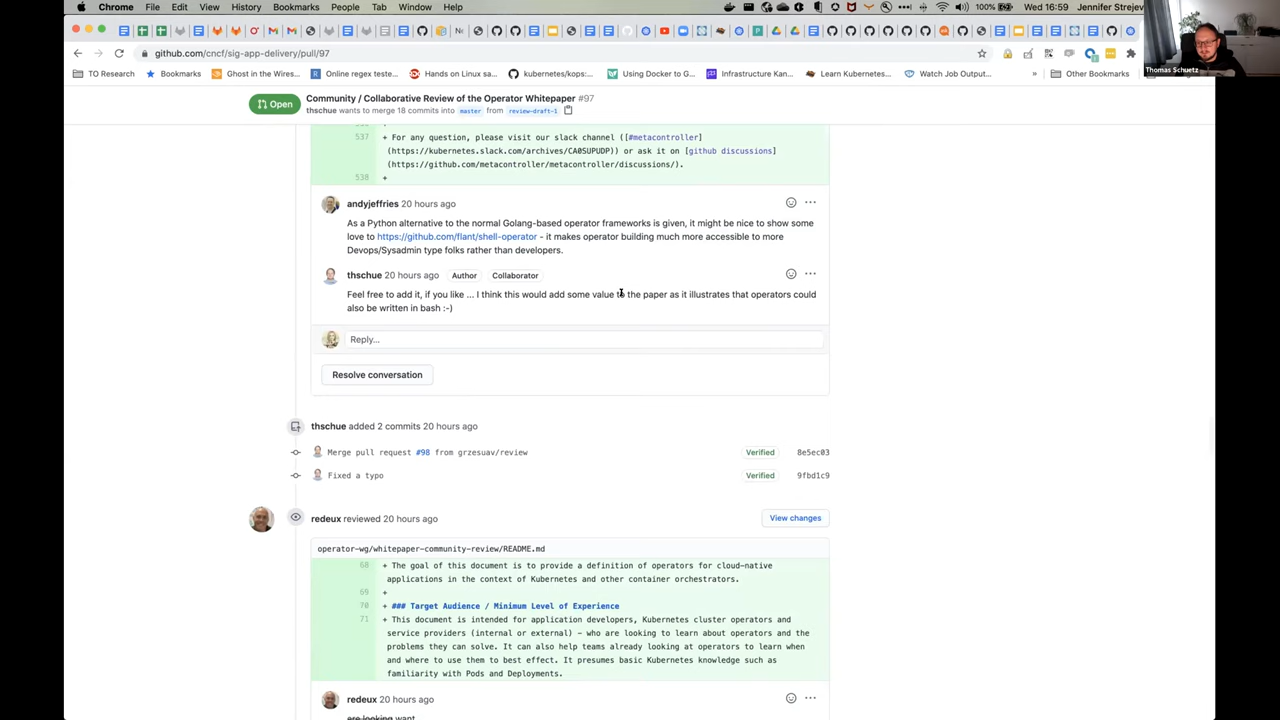 Chrome File Edit View History Bookmarks People Tab Window Help 100% Wed 16:59 Jennifer Strejev
github.com/cncf/sig-app-delivery/pull/97
TO Research Bookmarks Ghost in the Wires... Online regex teste... Hands on Linux sa... kubernetes/kops:... Using Docker to G... Infrastructure Kan... Learn Kubernetes... Watch Job Output... » Other Bookmarks
Thomas Schuetz
Open Community / Collaborative Review of the Operator Whitepaper #97
thschue wants to merge 18 commits into master from review-draft-1
537 + For any question, please visit our slack channel ([#metacontroller]
(https://kubernetes.slack.com/archives/CA0SUPUDP)) or ask it on [github discussions]
(https://github.com/metacontroller/metacontroller/discussions/).
538 +
andyjeffries 20 hours ago
As a Python alternative to the normal Golang-based operator frameworks is given, it might be nice to show some
love to https://github.com/flant/shell-operator - it makes operator building much more accessible to more
Devops/Sysadmin type folks rather than developers.
thschue 20 hours ago Author Collaborator
Feel free to add it, if you like ... I think this would add some value to the paper as it illustrates that operators could
also be written in bash :-)
Reply...
Resolve conversation
thschue added 2 commits 20 hours ago
Merge pull request #98 from grzesuav/review Verified 8e5ec03
Fixed a typo Verified 9fbd1c9
redeux reviewed 20 hours ago View changes
operator-wg/whitepaper-community-review/README.md
68 + The goal of this document is to provide a definition of operators for cloud-native
applications in the context of Kubernetes and other container orchestrators.
69 +
70 + ### Target Audience / Minimum Level of Experience
71 + This document is intended for application developers, Kubernetes cluster operators and
service providers (internal or external) - who are looking to learn about operators and the
problems they can solve. It can also help teams already looking at operators to learn when
and where to use them to best effect. It presumes basic Kubernetes knowledge such as
familiarity with Pods and Deployments.
redeux 20 hours ago
are looking want